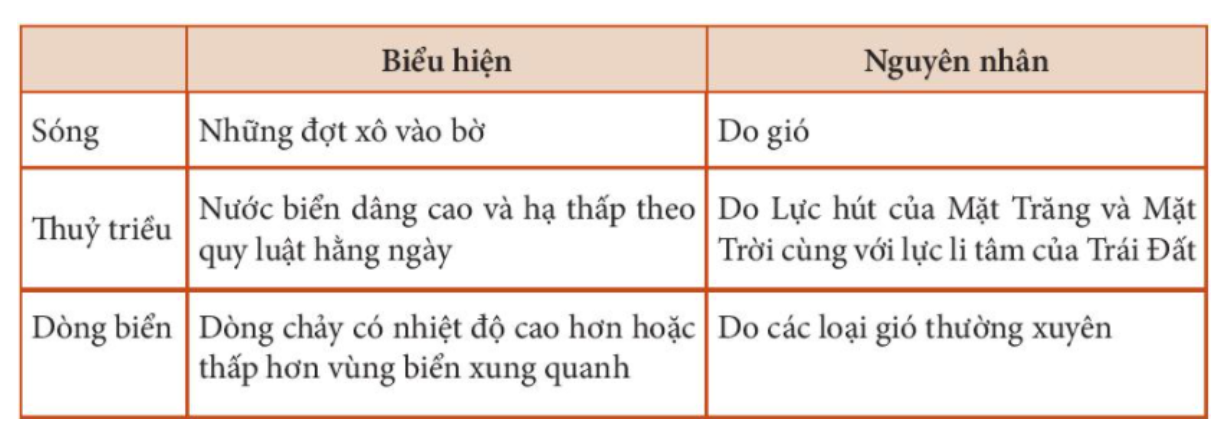 Biểu hiện
Nguyên nhân
Sóng
Những đợt xô vào bờ
Do gió
Thuỷ triều
Nước biển dâng cao và hạ thấp theo
quy luật hằng ngày
Do Lực hút của Mặt Trăng và Mặt
Trời cùng với lực li tâm của Trái Đất
Dòng biển
Dòng chảy có nhiệt độ cao hơn hoặc
thấp hơn vùng biển xung quanh
Do các loại gió thường xuyên